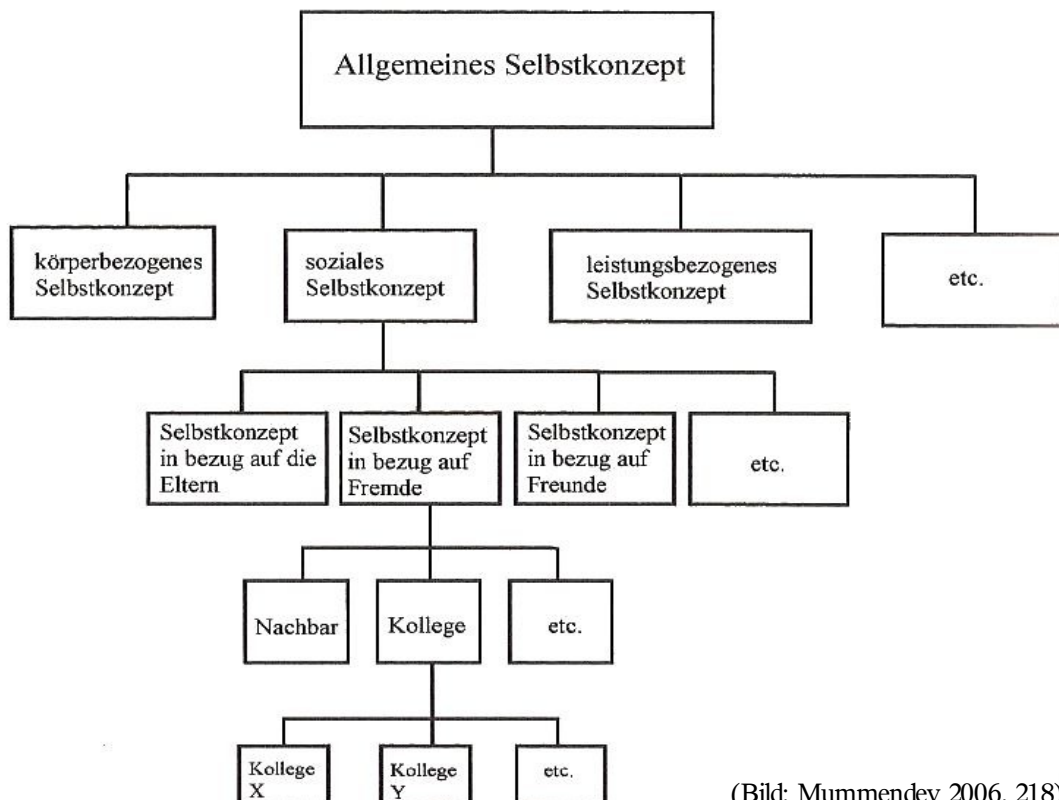 Allgemeines Selbstkonzept
körperbezogenes
Selbstkonzept
soziales
Selbstkonzept
leistungsbezogenes
Selbstkonzept
etc.
Selbstkonzept
in bezug auf die
Eltern
Selbstkonzept
in bezug auf
Fremde
Selbstkonzept
in bezug auf
Freunde
etc.
Nachbar
Kollege
etc.
Kollege
X
Kollege
Y
etc.
(Bild: Mummendey 2006, 218)